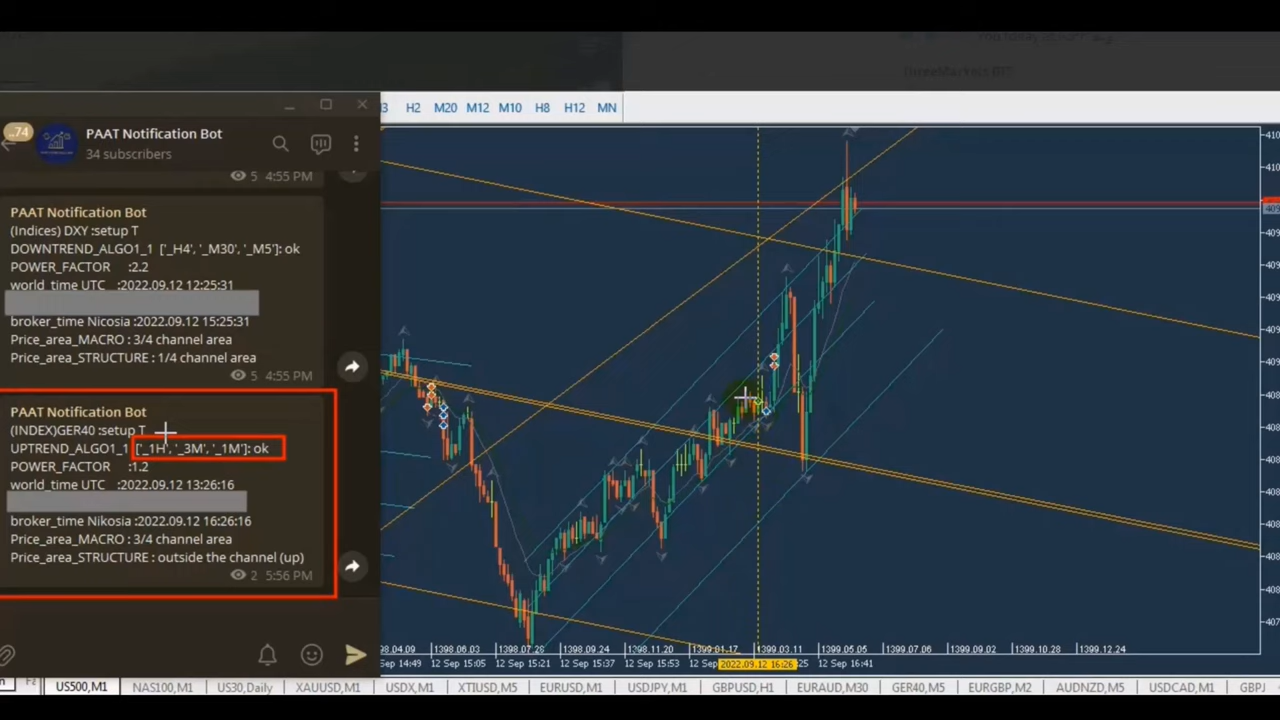 H2 M20 M12 M10 H8 H12 MN
74
PAAT Notification Bot
34 subscribers
5 4:55 PM
PAAT Notification Bot
(Indices) DXY :setup T
DOWNTREND_ALGO1_1 ['_H4', '_M30', '_M5']: ok
POWER_FACTOR :2.2
world_time UTC :2022.09.12 12:25:31
broker_time Nicosia :2022.09.12 15:25:31
Price_area_MACRO : 3/4 channel area
Price_area_STRUCTURE : 1/4 channel area
5 4:55 PM
PAAT Notification Bot
(INDEX)GER40 :setup T
UPTREND_ALGO1_1 ['_1H', '_3M', '_1M']: ok
POWER_FACTOR :1.2
world_time UTC :2022.09.12 13:26:16
broker_time Nikosia :2022.09.12 16:26:16
Price_area_MACRO : 3/4 channel area
Price_area_STRUCTURE : outside the channel (up)
2 5:56 PM
1398.06.03 1398.07.28 1398.09.24 1398.11.20 1399.01.17 1399.03.11 1399.05.05 1399.07.06 1399.09.02 1399.10.28 1399.12.24
Sep 14:49 12 Sep 15:05 12 Sep 15:21 12 Sep 15:37 12 Sep 15:53 12 Sep 2022.09.12 16:26 25 12 Sep 16:41
US500,M1 NAS100,M1 US30,Daily XAUUSD,M1 USDX,M1 XTIUSD,M5 EURUSD,M1 USDJPY,M1 GBPUSD,H1 EURAUD,M30 GER40,M5 EURGBP,M2 AUDNZD,M5 USDCAD,M1 GBPJ